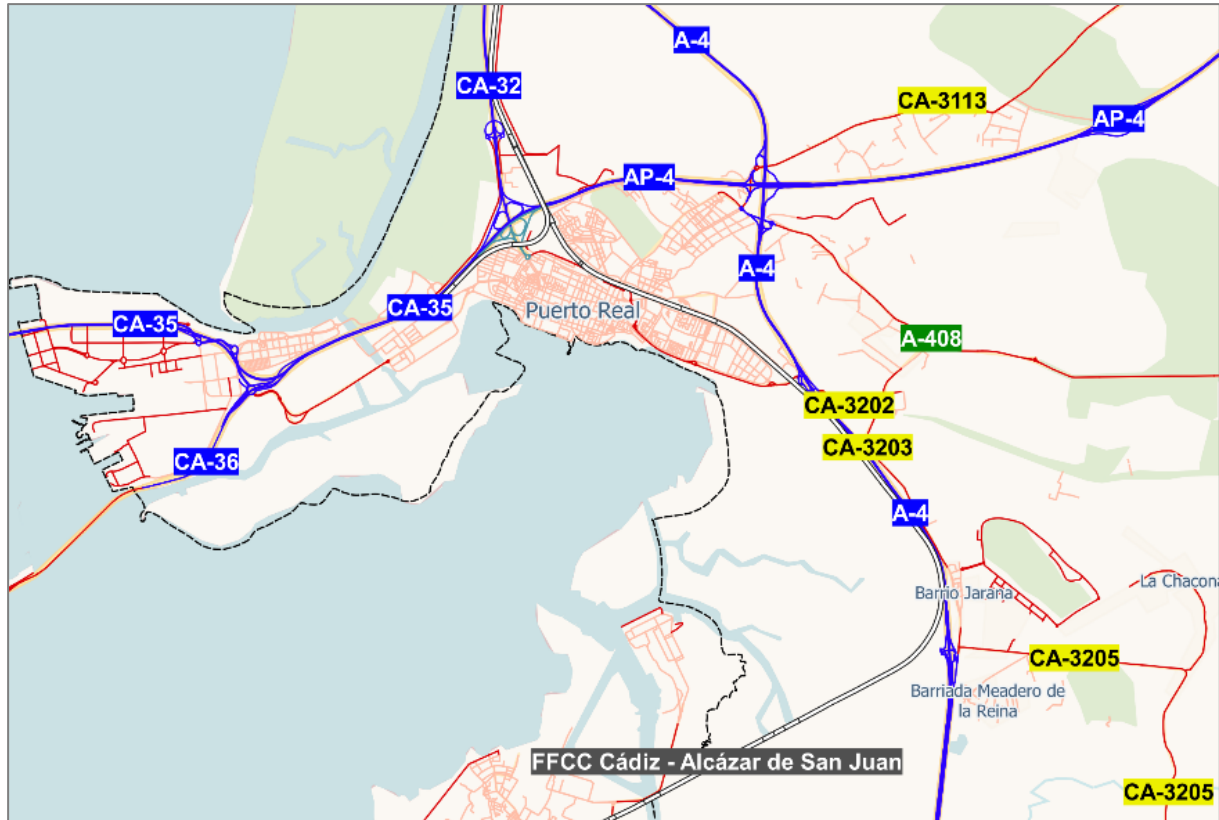 A-4
CA-32
CA-3113
AP-4
AP-4
A-4
CA-35
Puerto Real
CA-35
A-408
CA-3202
CA-3203
CA-36
A-4
La Chacona
Barrio Jarana
CA-3205
Barriada Meadero de
la Reina
FFCC Cádiz - Alcázar de San Juan
CA-3205